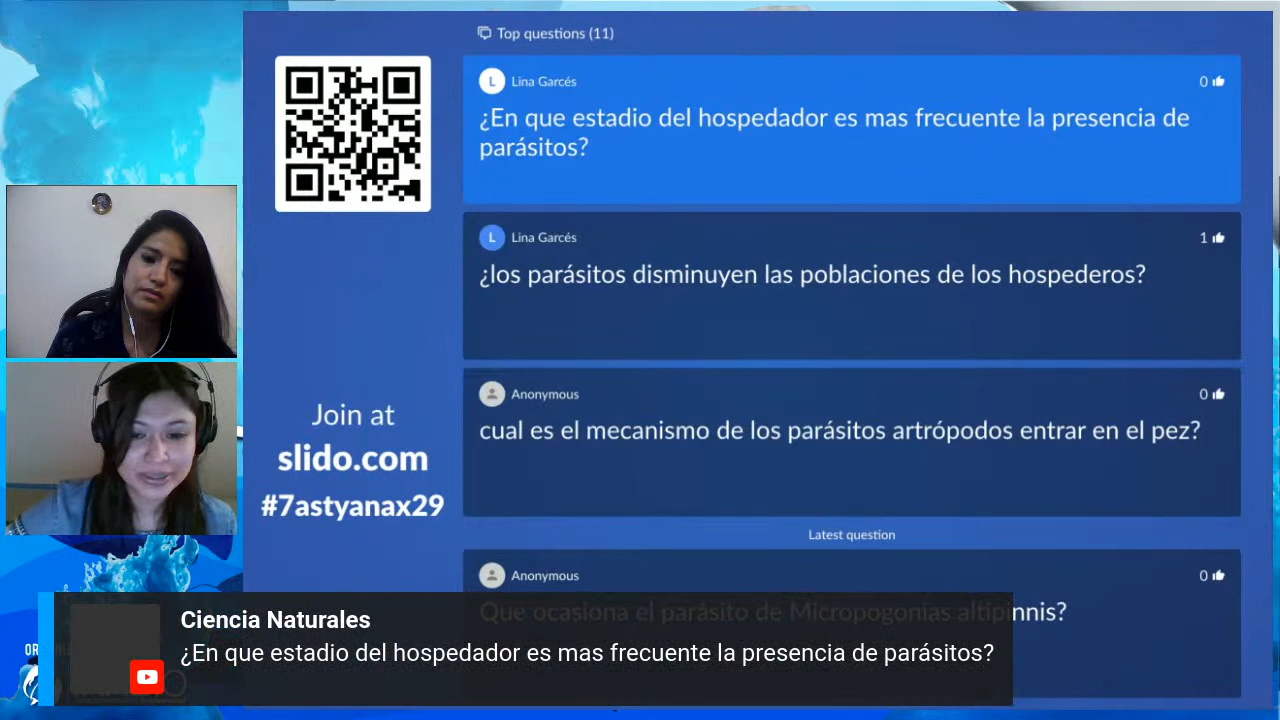 Top questions (11)
L Lina Garcés 0
¿En que estadio del hospedador es mas frecuente la presencia de
parásitos?
L Lina Garcés 1
¿los parásitos disminuyen las poblaciones de los hospederos?
Anonymous 0
cual es el mecanismo de los parásitos artrópodos entrar en el pez?
Join at
slido.com
#7astyanax29
Latest question
Anonymous 0
Que ocasiona el parásito de Micropogonias altipinnis?
Ciencia Naturales
¿En que estadio del hospedador es mas frecuente la presencia de parásitos?